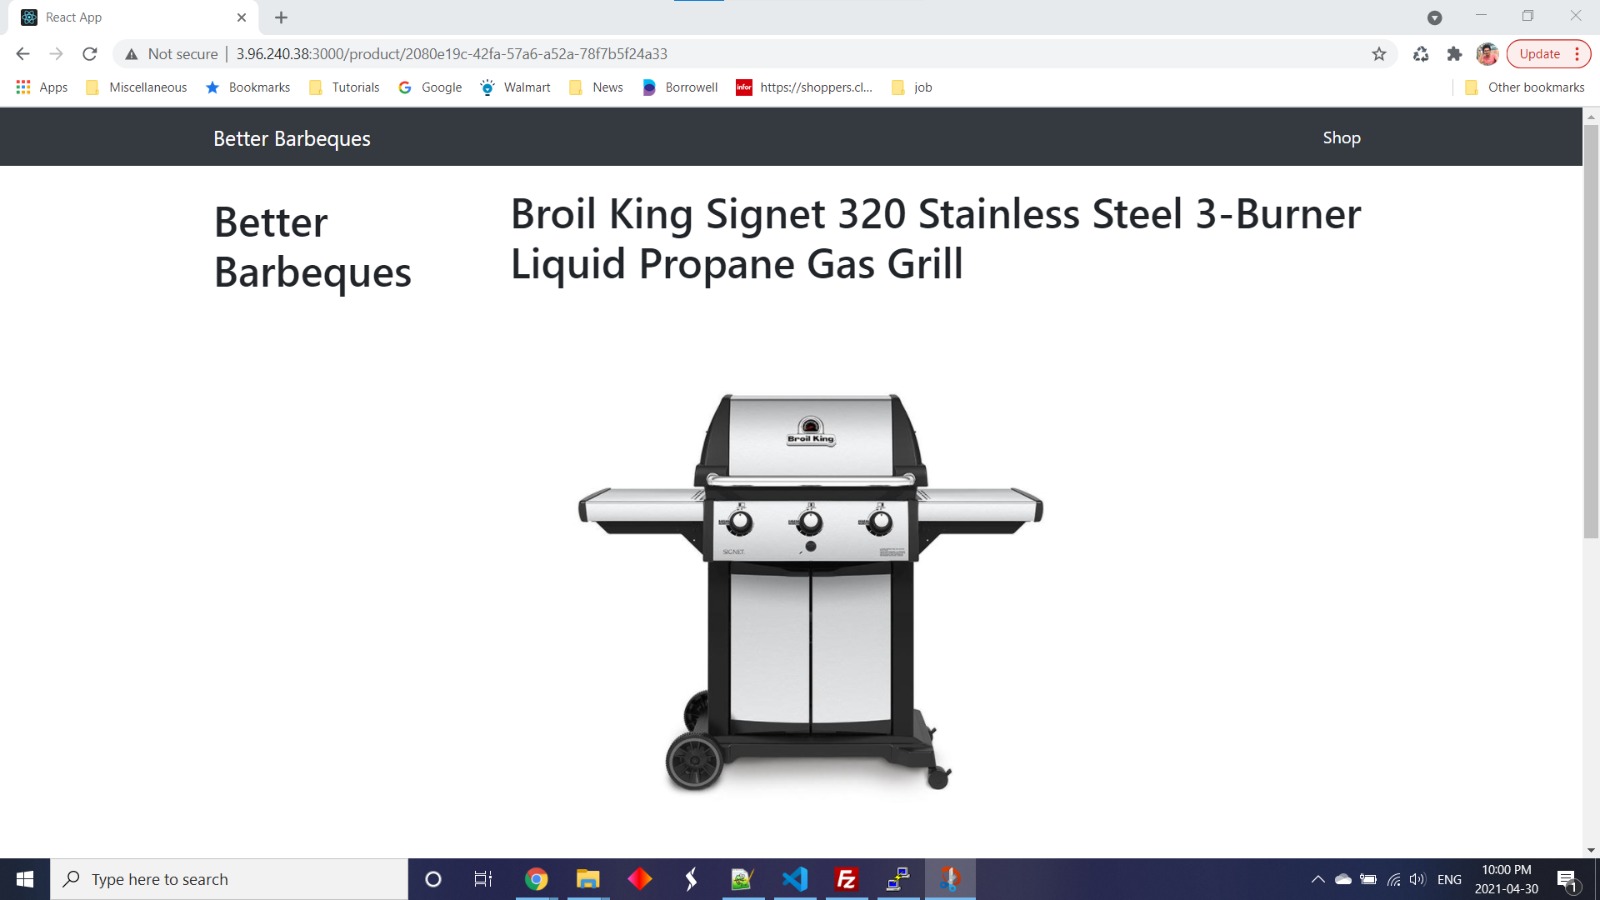 React App
Not secure | 3.96.240.38:3000/product/2080e19c-42fa-57a6-a52a-78f7b5f24a33
Update
Apps Miscellaneous Bookmarks Tutorials Google Walmart News Borrowell infor https://shoppers.cl... job Other bookmarks
Better Barbeques Shop
Better
Barbeques
Broil King Signet 320 Stainless Steel 3-Burner
Liquid Propane Gas Grill
Broil King
SIGNET
Type here to search
Fz
ENG
10:00 PM
2021-04-30
1